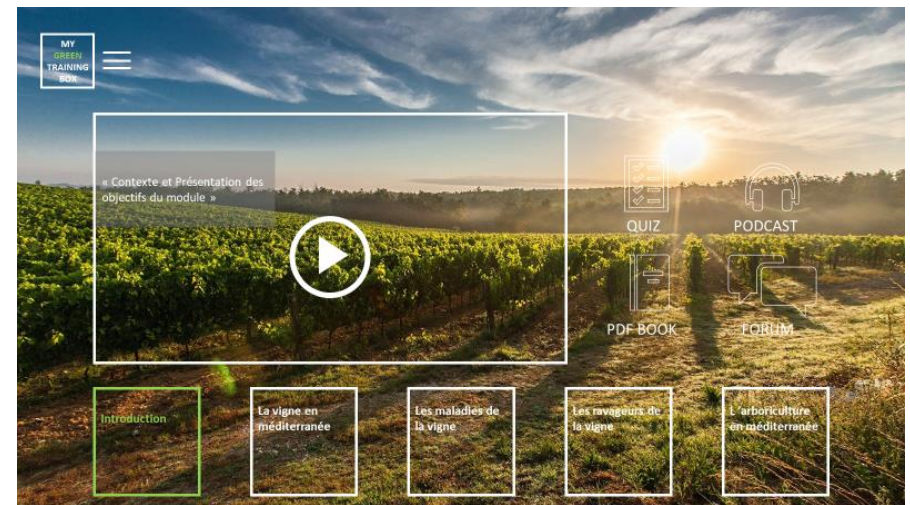 MY
GREEN
TRAINING
BOX
« Contexte et Présentation des
objectifs du module »
QUIZ
PODCAST
PDF BOOK
FORUM
Introduction
La vigne en
méditerranée
Les maladies de
la vigne
Les ravageurs de
la vigne
L 'arboriculture
en méditerranée